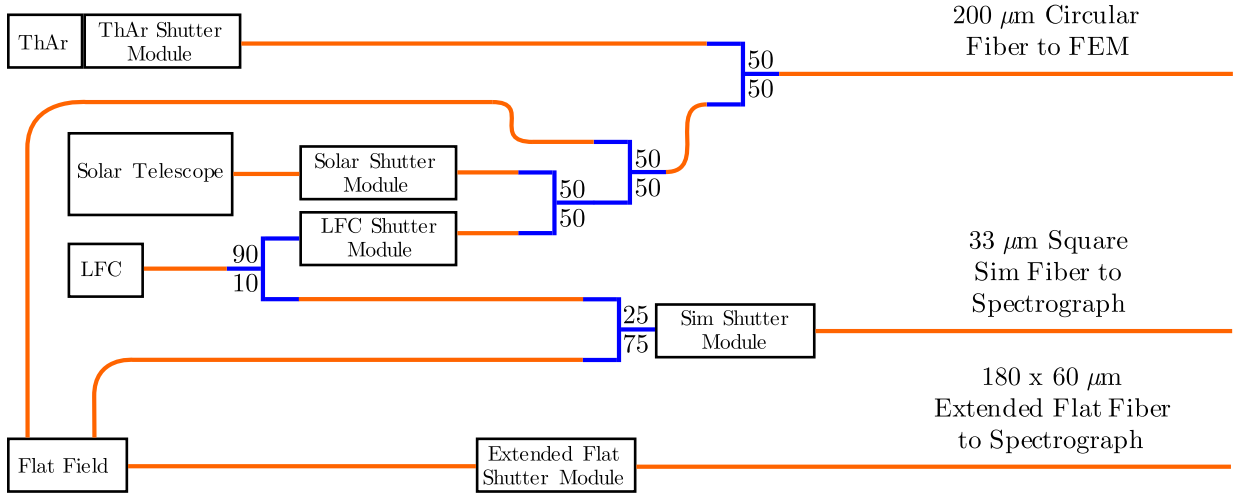 200 μm Circular
Fiber to FEM
ThAr
ThAr Shutter
Module
50
50
Solar Telescope
Solar Shutter
Module
50
50
50
50
LFC Shutter
Module
LFC
90
10
33 μm Square
Sim Fiber to
Spectrograph
25
75
Sim Shutter
Module
180 x 60 μm
Extended Flat Fiber
to Spectrograph
Flat Field
Extended Flat
Shutter Module